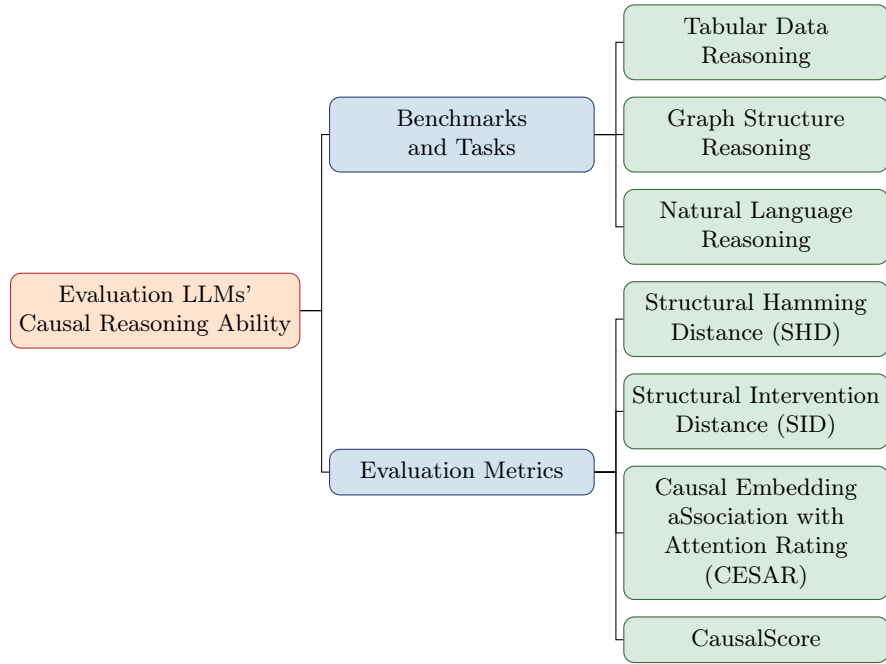 Evaluation LLMs'
Causal Reasoning Ability
Benchmarks
and Tasks
Tabular Data
Reasoning
Graph Structure
Reasoning
Natural Language
Reasoning
Evaluation Metrics
Structural Hamming
Distance (SHD)
Structural Intervention
Distance (SID)
Causal Embedding
aSsociation with
Attention Rating
(CESAR)
CausalScore